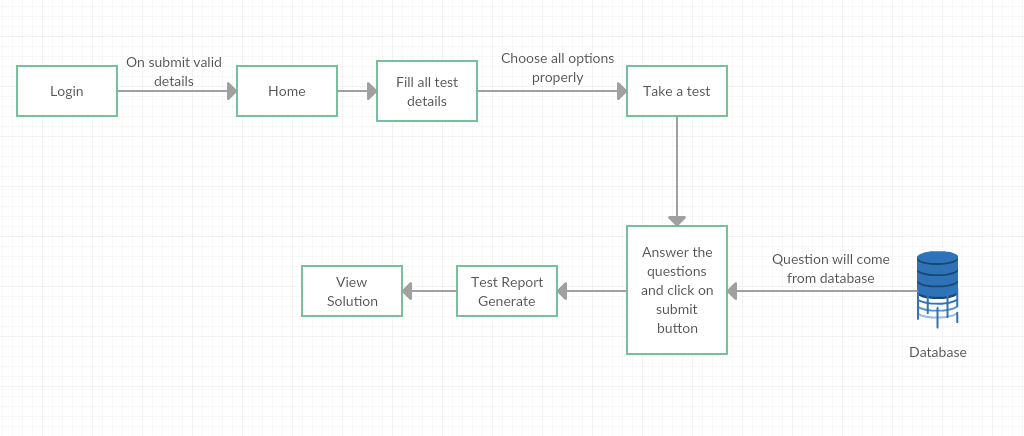 Login
On submit valid
details
Home
Fill all test
details
Choose all options
properly
Take a test
View
Solution
Test Report
Generate
Answer the
questions
and click on
submit
button
Question will come
from database
Database